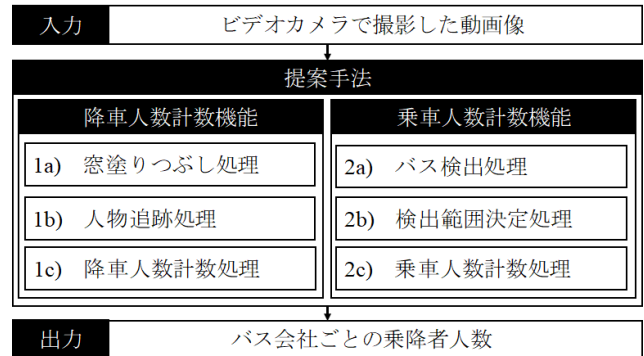 入力 ビデオカメラで撮影した動画像
提案手法
降車人数計数機能
1a) 窓塗りつぶし処理
1b) 人物追跡処理
1c) 降車人数計数処理
乗車人数計数機能
2a) バス検出処理
2b) 検出範囲決定処理
2c) 乗車人数計数処理
出力 バス会社ごとの乗降者人数